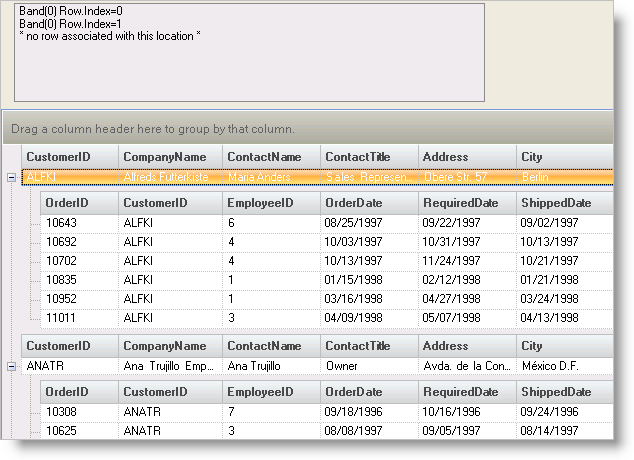 Band(0) Row.Index=0
Band(0) Row.Index=1
* no row associated with this location *
Drag a column header here to group by that column.
CustomerID CompanyName ContactName ContactTitle Address City
ALFKI Alfreds Futterkiste Maria Anders Sales Represen... Obere Str. 57 Berlin
OrderID CustomerID EmployeeID OrderDate RequiredDate ShippedDate
10643 ALFKI 6 08/25/1997 09/22/1997 09/02/1997
10692 ALFKI 4 10/03/1997 10/31/1997 10/13/1997
10702 ALFKI 4 10/13/1997 11/24/1997 10/21/1997
10835 ALFKI 1 01/15/1998 02/12/1998 01/21/1998
10952 ALFKI 1 03/16/1998 04/27/1998 03/24/1998
11011 ALFKI 3 04/09/1998 05/07/1998 04/13/1998
CustomerID CompanyName ContactName ContactTitle Address City
ANATR Ana Trujillo Emp... Ana Trujillo Owner Avda. de la Con... México D.F.
OrderID CustomerID EmployeeID OrderDate RequiredDate ShippedDate
10308 ANATR 7 09/18/1996 10/16/1996 09/24/1996
10625 ANATR 3 08/08/1997 09/05/1997 08/14/1997